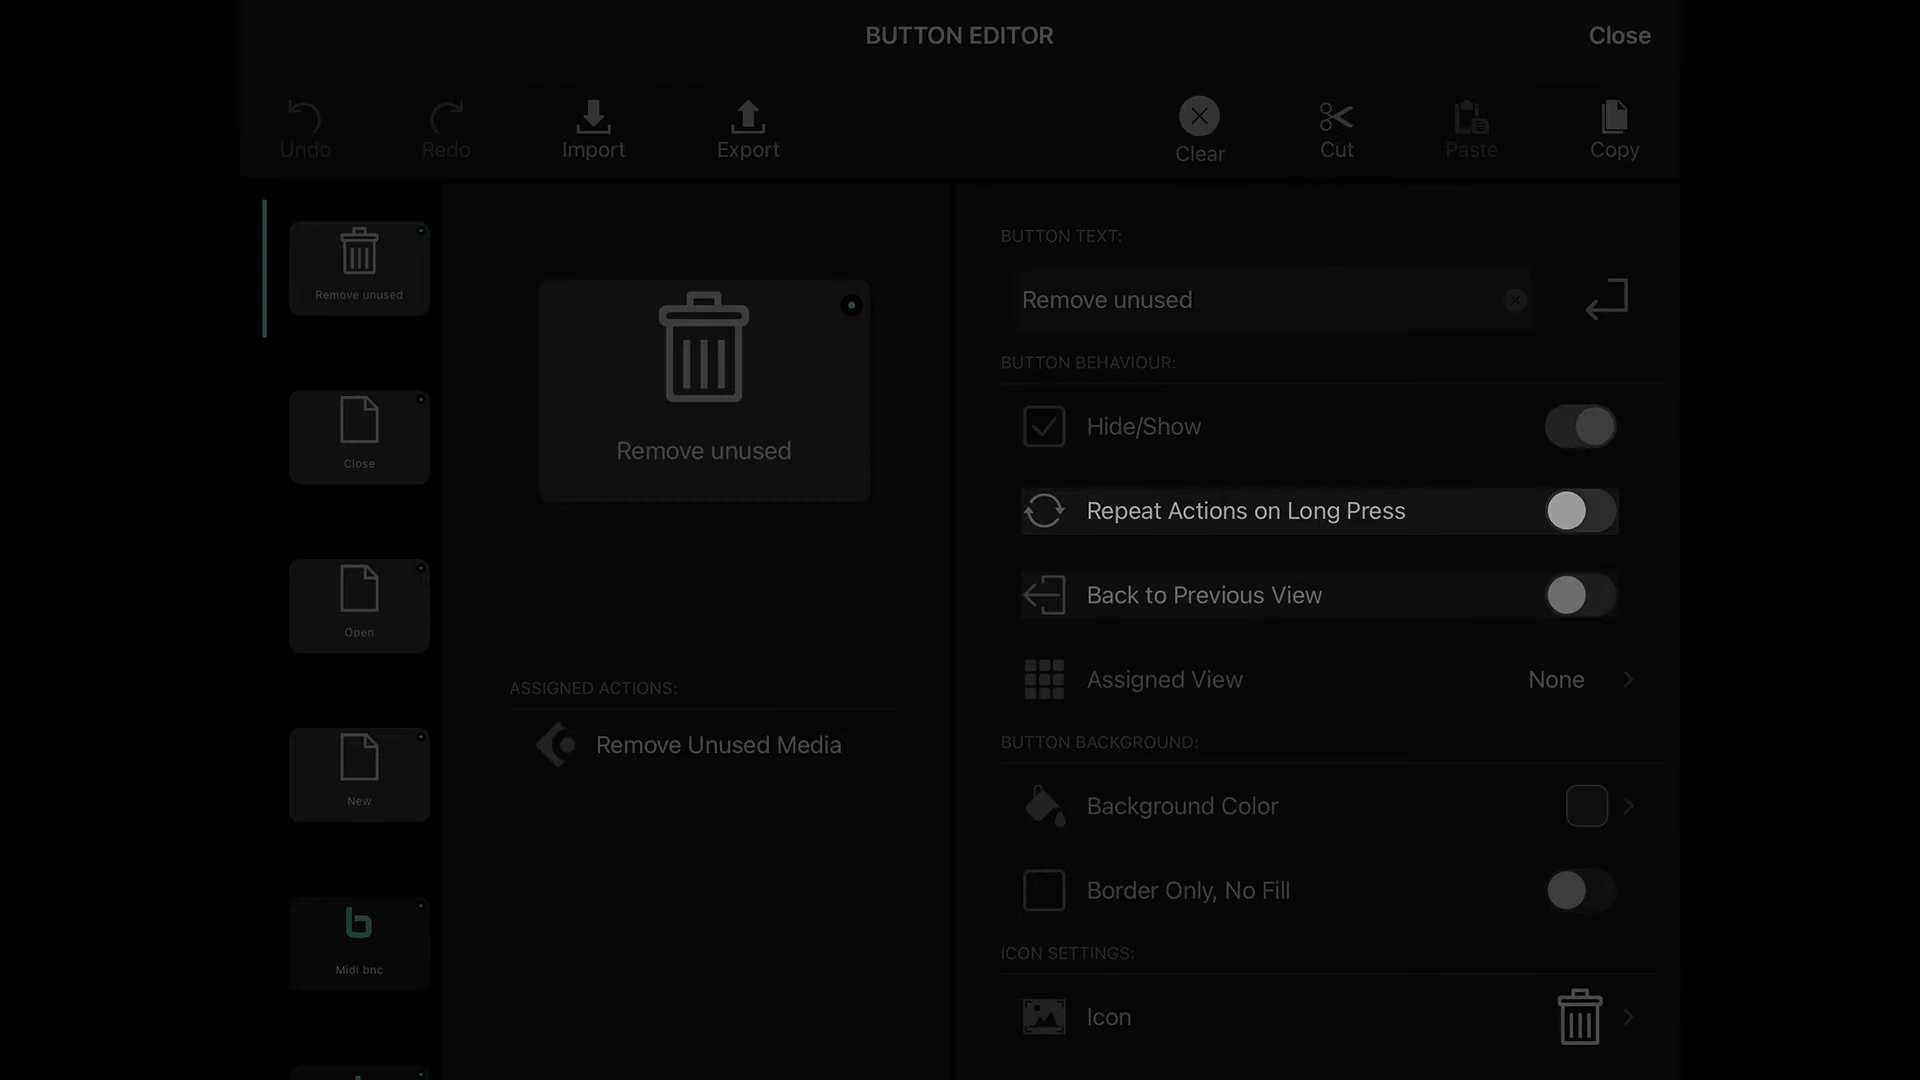 BUTTON EDITOR
Close
Undo
Redo
Import
Export
Clear
Cut
Paste
Copy
Remove unused
Close
Open
New
Midi bnc
Remove unused
ASSIGNED ACTIONS:
Remove Unused Media
BUTTON TEXT:
Remove unused
BUTTON BEHAVIOUR:
Hide/Show
Repeat Actions on Long Press
Back to Previous View
Assigned View
None
BUTTON BACKGROUND:
Background Color
Border Only, No Fill
ICON SETTINGS:
Icon